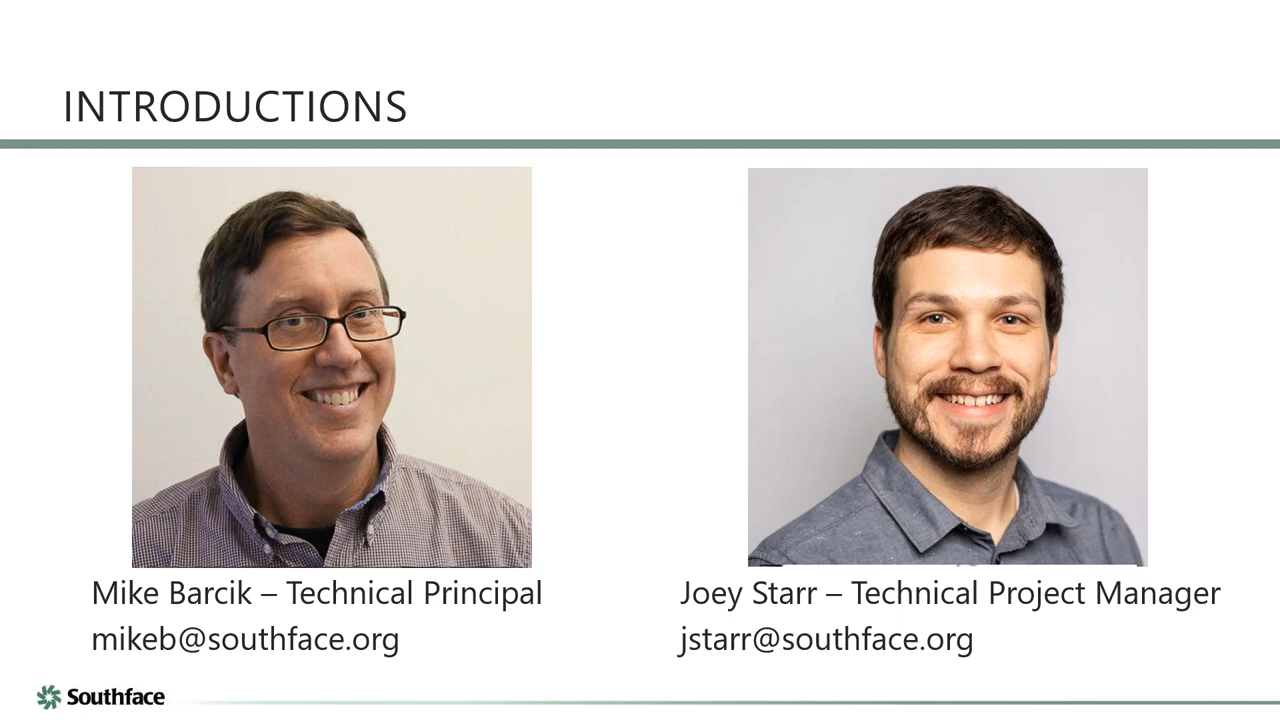 INTRODUCTIONS
Mike Barcik – Technical Principal
mikeb@southface.org
Joey Starr – Technical Project Manager
jstarr@southface.org
Southface